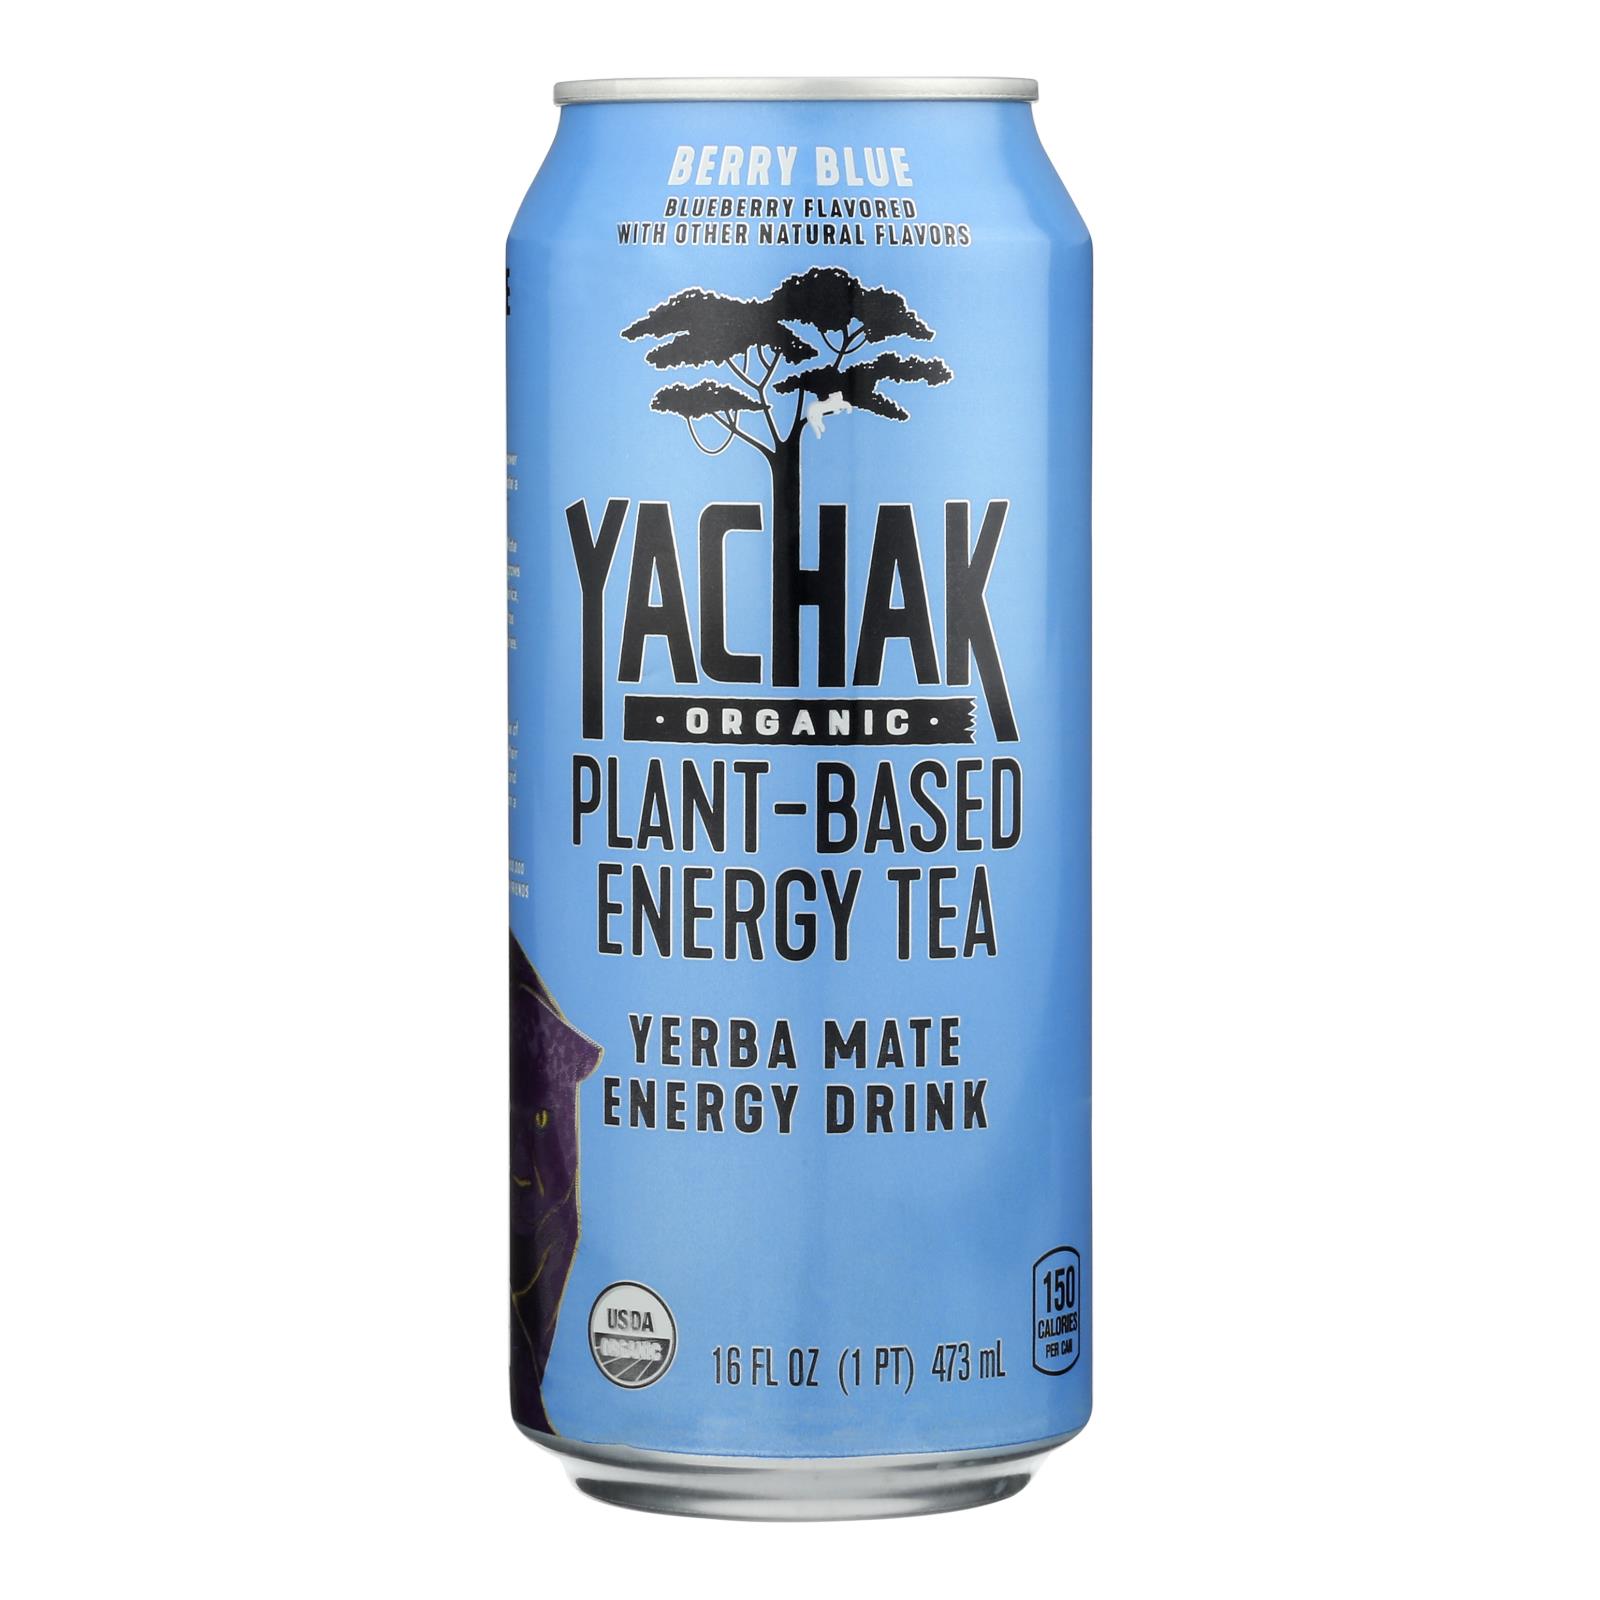 BERRY BLUE
BLUEBERRY FLAVORED
WITH OTHER NATURAL FLAVORS
YACHAK
• ORGANIC •
PLANT-BASED
ENERGY TEA
YERBA MATE
ENERGY DRINK
USDA
ORGANIC
16 FL OZ (1 PT) 473 mL
150
CALORIES
PER CAN